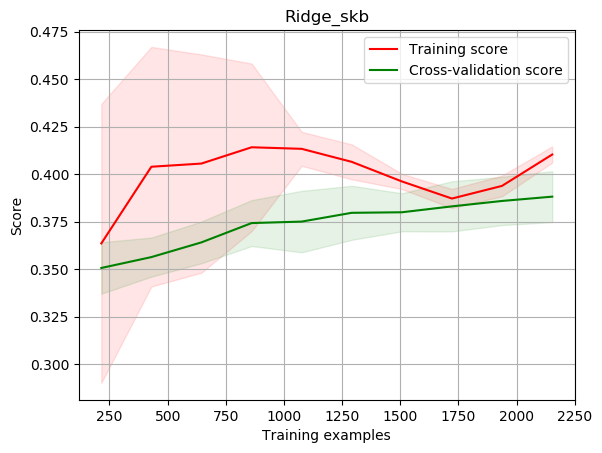 Ridge_skb
Training score
Cross-validation score
0.475
0.450
0.425
0.400
0.375
0.350
0.325
0.300
Score
250 500 750 1000 1250 1500 1750 2000 2250
Training examples